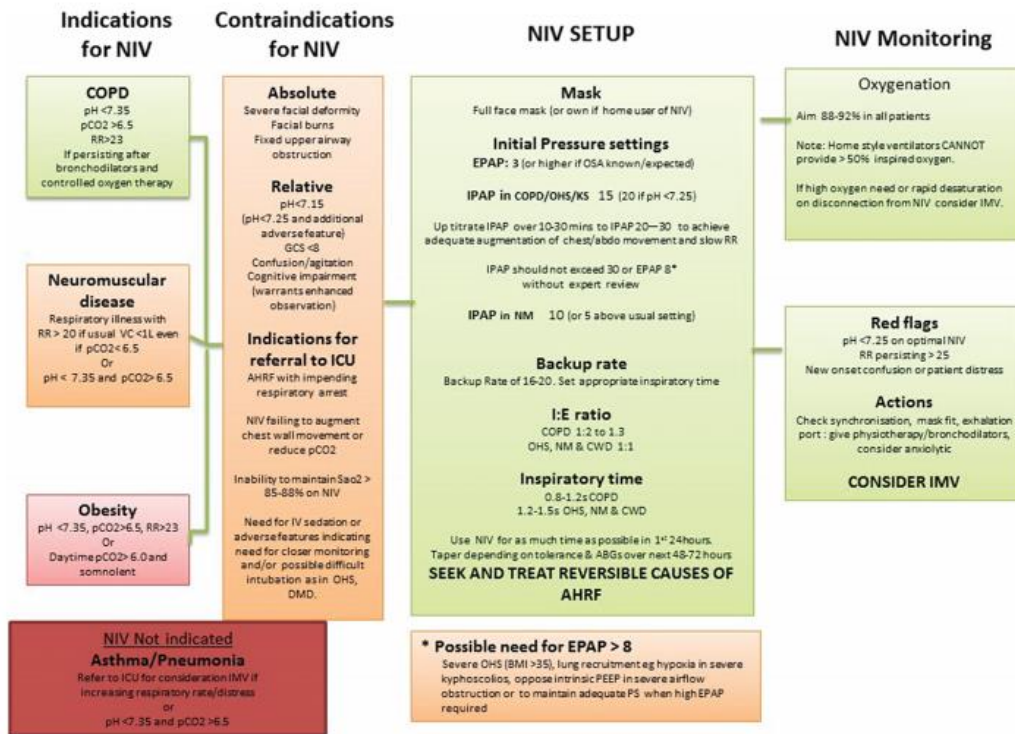 Indications
for NIV
COPD
pH <7.35
pCO2 >6.5
RR>23
If persisting after
bronchodilators and
controlled oxygen therapy
Neuromuscular
disease
Respiratory illness with
RR > 20 if usual VC <1L even
if pCO2< 6.5
Or
pH < 7.35 and pCO2> 6.5
Obesity
pH <7.35, pCO2>6.5, RR>23
Or
Daytime pCO2> 6.0 and
somnolent
NIV Not indicated
Asthma/Pneumonia
Refer to ICU for consideration IMV if
increasing respiratory rate/distress
or
pH <7.35 and pCO2 >6.5
Contraindications
for NIV
Absolute
Severe facial deformity
Facial burns
Fixed upper airway
obstruction
Relative
pH<7.15
(pH<7.25 and additional
adverse feature)
GCS <8
Confusion/agitation
Cognitive impairment
(warrants enhanced
observation)
Indications for
referral to ICU
AHRF with impending
respiratory arrest
NIV failing to augment
chest wall movement or
reduce pCO2
Inability to maintain Sao2 >
85-88% on NIV
Need for IV sedation or
adverse features indicating
need for closer monitoring
and/or possible difficult
intubation as in OHS,
DMD.
NIV SETUP
Mask
Full face mask (or own if home user of NIV)
Initial Pressure settings
EPAP: 3 (or higher if OSA known/expected)
IPAP in COPD/OHS/KS 15 (20 if pH <7.25)
Up titrate IPAP over 10-30 mins to IPAP 20—30 to achieve
adequate augmentation of chest/abdo movement and slow RR
IPAP should not exceed 30 or EPAP 8*
without expert review
IPAP in NM 10 (or 5 above usual setting)
Backup rate
Backup Rate of 16-20. Set appropriate inspiratory time
I:E ratio
COPD 1:2 to 1.3
OHS, NM & CWD 1:1
Inspiratory time
0.8-1.2s COPD
1.2-1.5s OHS, NM & CWD
Use NIV for as much time as possible in 1st 24hours.
Taper depending on tolerance & ABGs over next 48-72 hours
SEEK AND TREAT REVERSIBLE CAUSES OF
AHRF
* Possible need for EPAP > 8
Severe OHS (BMI >35), lung recruitment eg hypoxia in severe
kyphoscolios, oppose intrinsic PEEP in severe airflow
obstruction or to maintain adequate PS when high EPAP
required
NIV Monitoring
Oxygenation
Aim 88-92% in all patients
Note: Home style ventilators CANNOT
provide > 50% inspired oxygen.
If high oxygen need or rapid desaturation
on disconnection from NIV consider IMV.
Red flags
pH <7.25 on optimal NIV
RR persisting > 25
New onset confusion or patient distress
Actions
Check synchronisation, mask fit, exhalation
port : give physiotherapy/bronchodilators,
consider anxiolytic
CONSIDER IMV